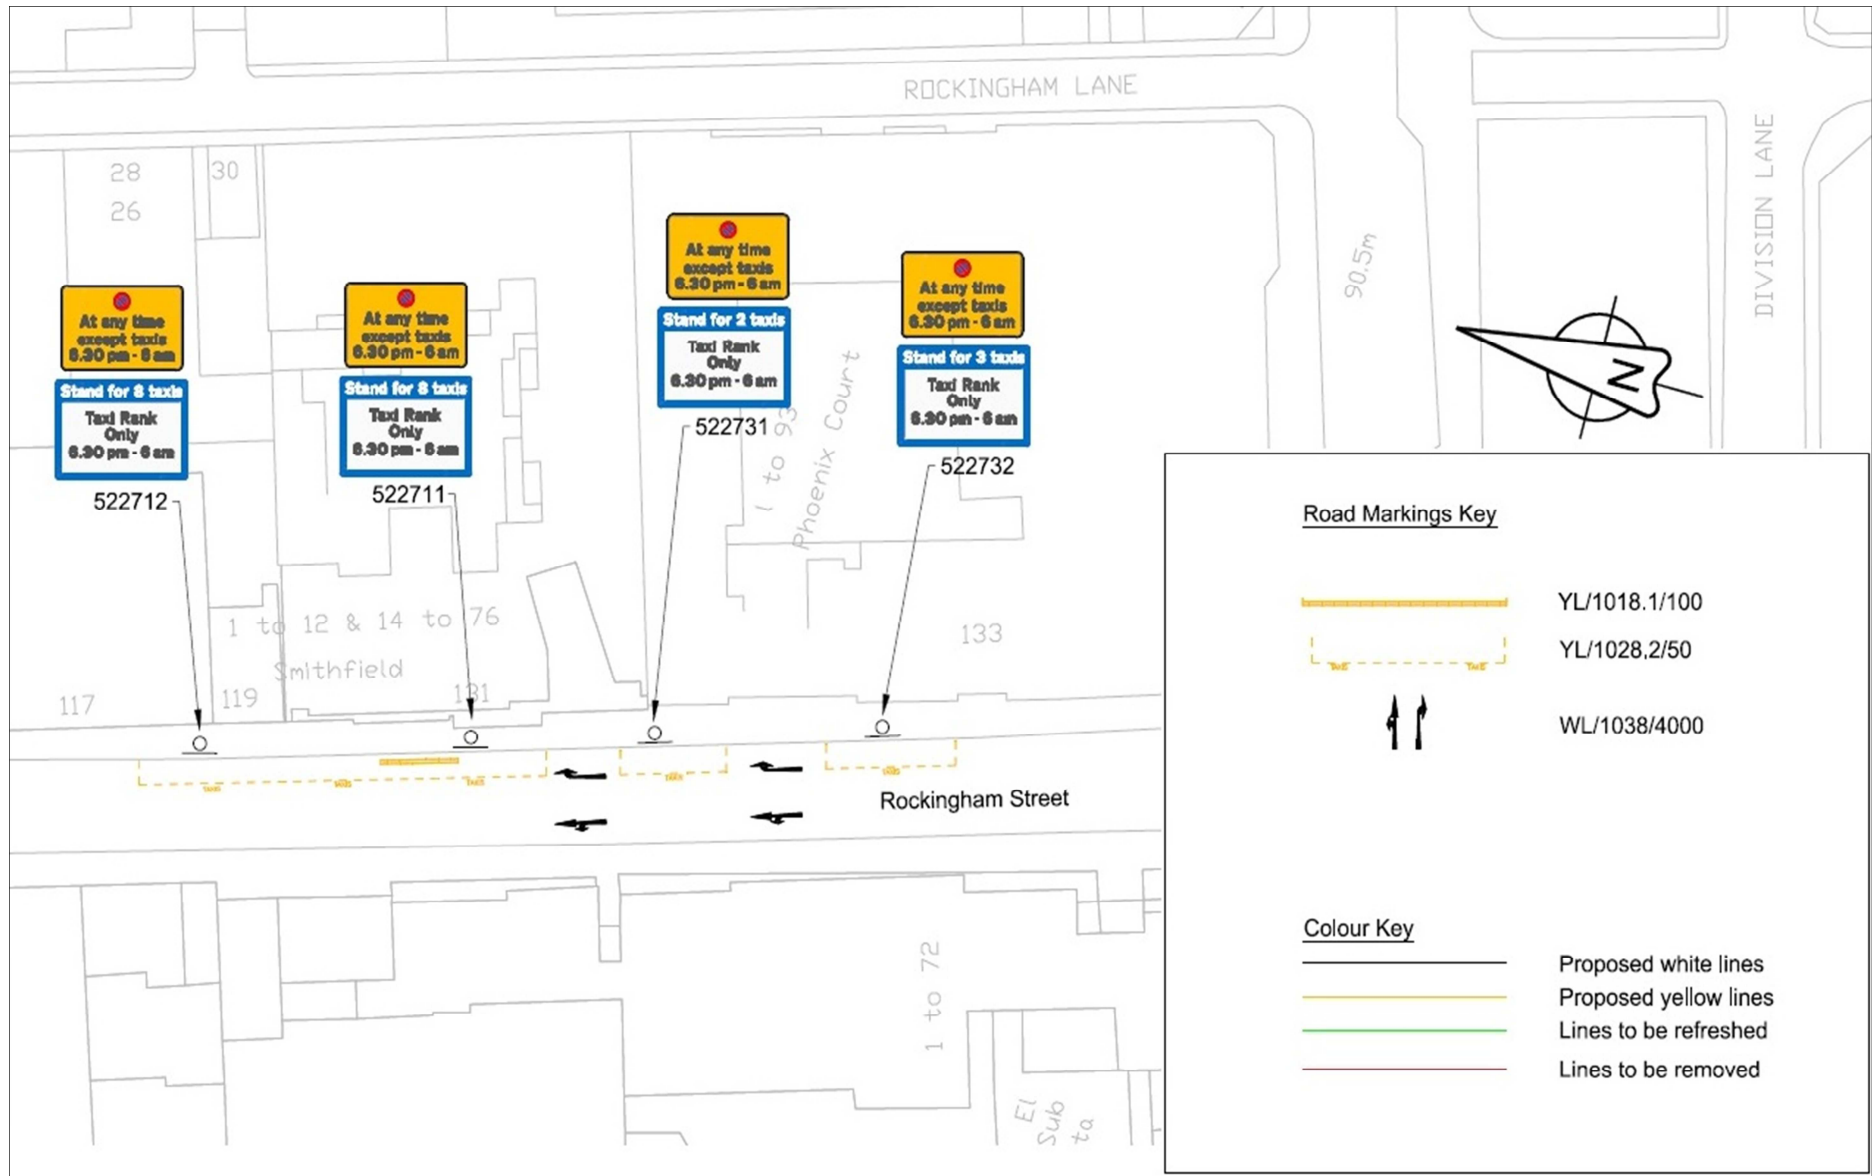 ROCKINGHAM LANE
DIVISION LANE
28
30
26
90.5m
At any time
except taxis
6.30 pm - 6 am
Stand for 8 taxis
Taxi Rank
Only
6.30 pm - 6 am
522712
At any time
except taxis
6.30 pm - 6 am
Stand for 8 taxis
Taxi Rank
Only
6.30 pm - 6 am
522711
At any time
except taxis
6.30 pm - 6 am
Stand for 2 taxis
Taxi Rank
Only
6.30 pm - 6 am
522731
At any time
except taxis
6.30 pm - 6 am
Stand for 3 taxis
Taxi Rank
Only
6.30 pm - 6 am
522732
1 to 93
Phoenix Court
N
1 to 12 & 14 to 76
Smithfield
117
119
131
133
TAXIS
TAXIS
TAXIS
TAXIS
TAXIS
Rockingham Street
1 to 72
El
Sub
ta
Road Markings Key
YL/1018.1/100
YL/1028,2/50
TAXIS
TAXIS
WL/1038/4000
Colour Key
Proposed white lines
Proposed yellow lines
Lines to be refreshed
Lines to be removed